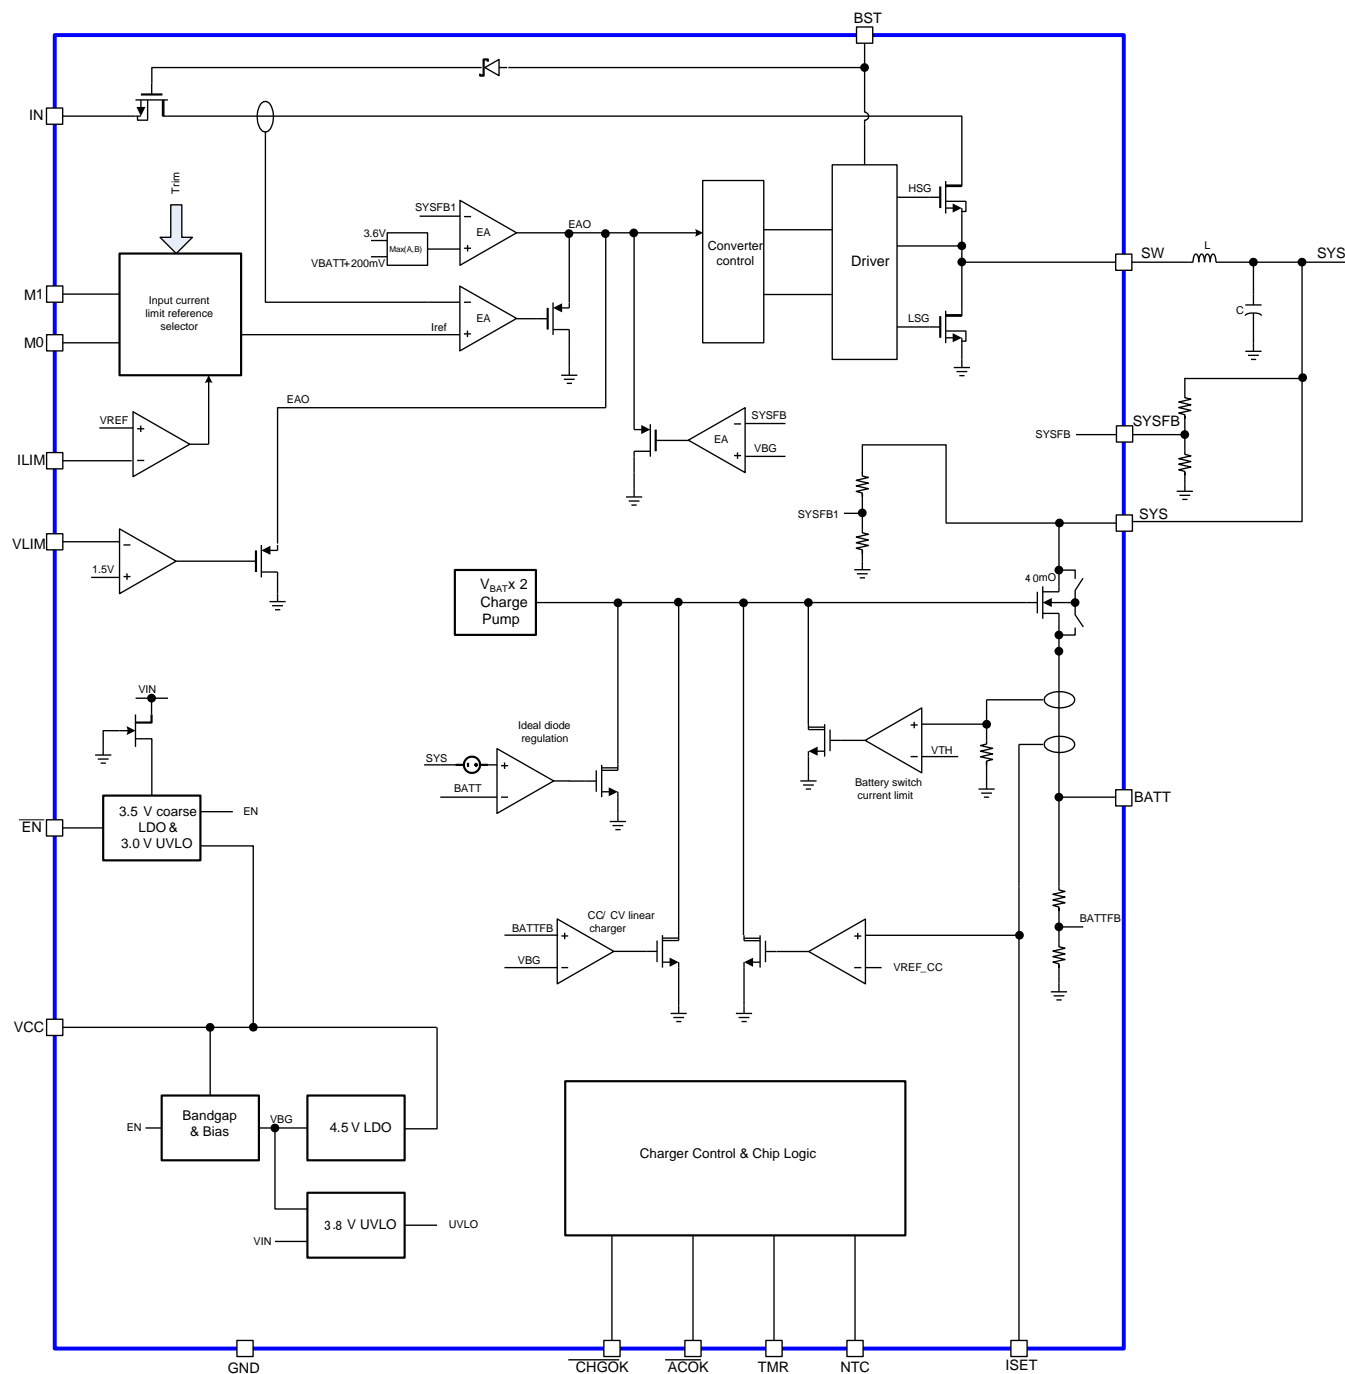 BST
IN
Trim
HSG
SYSFB1
EAO
3.6V
EA
Max(A,B)
VBATT+200mV
Converter
control
Driver
SW
L
SYS
M1
Input current
limit reference
selector
M0
Iref
EA
LSG
C
EAO
VREF
ILIM
SYSFB
EA
VBG
SYSFB
SYSFB
SYSFB1
SYS
VLIM
1.5V
VBAT x 2
Charge
Pump
40mO
VIN
Ideal diode
regulation
SYS
BATT
VTH
Battery switch
current limit
BATT
EN
3.5 V coarse
LDO &
3.0 V UVLO
EN
CC/ CV linear
charger
BATTFB
VBG
VREF_CC
BATTFB
VCC
EN
Bandgap
& Bias
VBG
4.5 V LDO
3.8 V UVLO
VIN
UVLO
Charger Control & Chip Logic
GND
CHGOK
ACOK
TMR
NTC
ISET